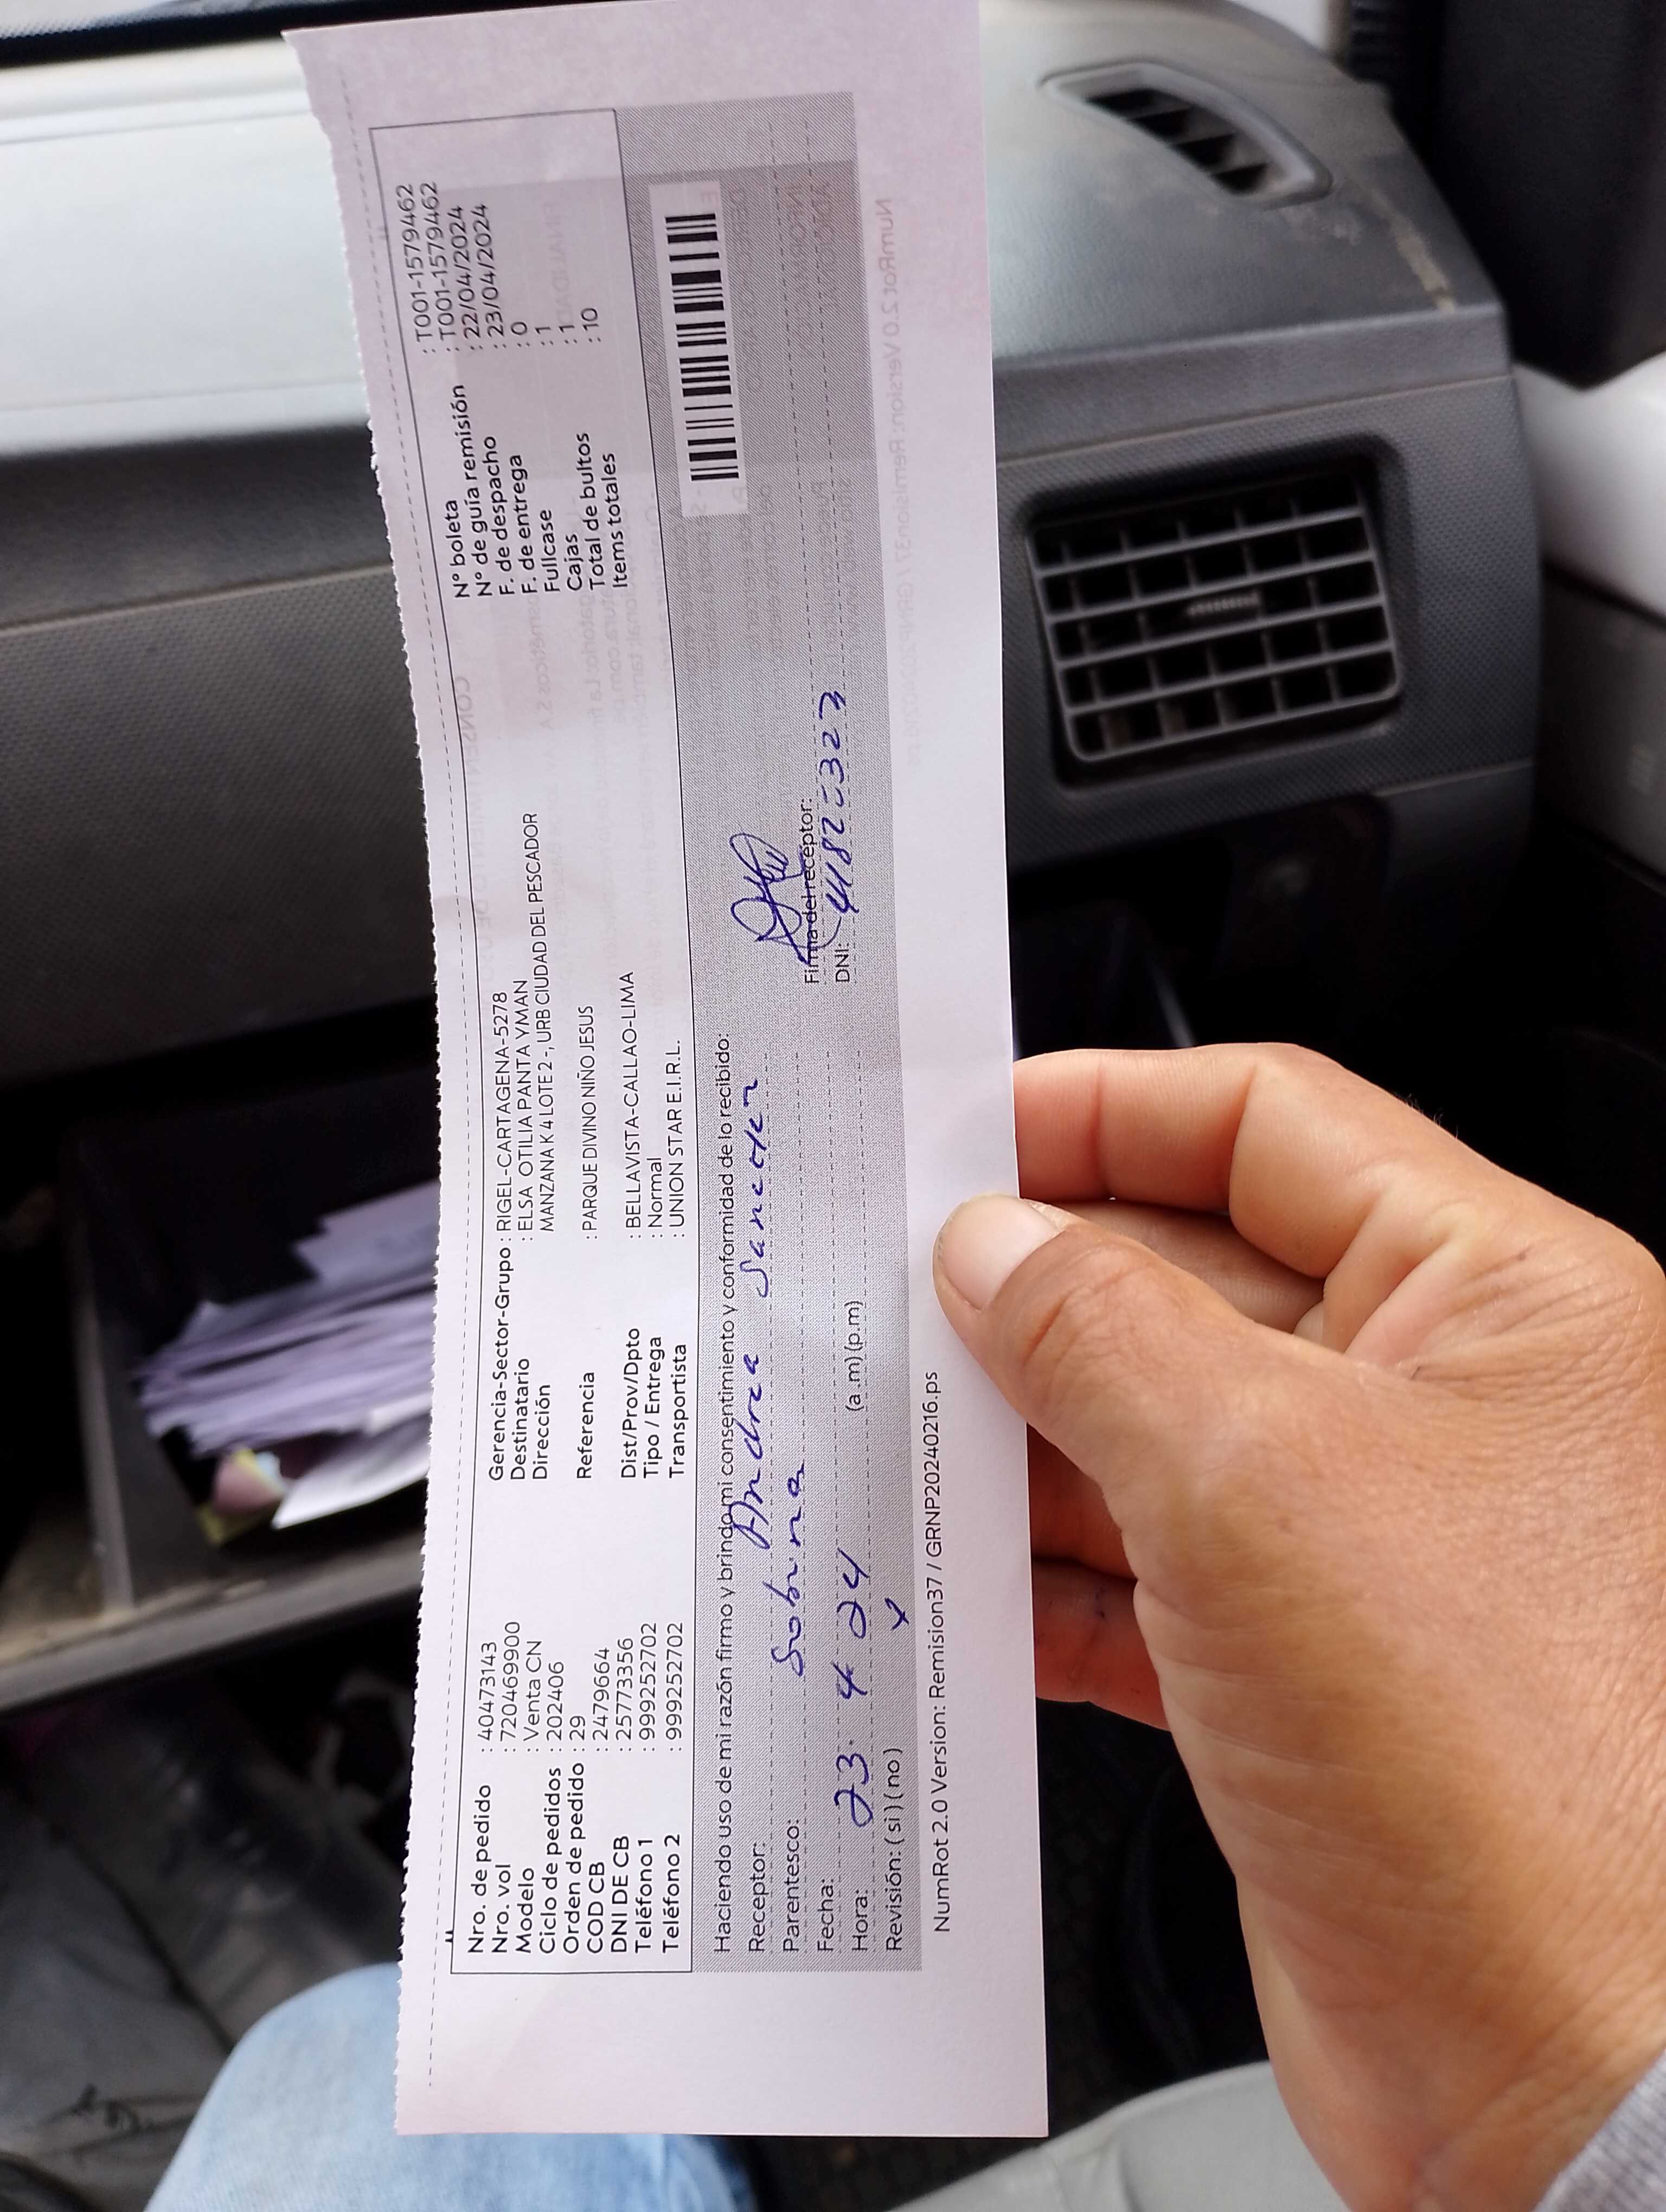 Nro. de pedido : 40473143
Nro. vol : 720469900
Modelo : Venta CN
Ciclo de pedidos : 202406
Orden de pedido : 29
COD CB : 2479664
DNI DE CB : 25773356
Teléfono 1 : 999252702
Teléfono 2 : 999252702
Gerencia-Sector-Grupo : RIGEL-CARTAGENA-5278
Destinatario : ELSA OTILIA PANTA YMAN
Dirección MANZANA K 4 LOTE 2 -, URB CIUDAD DEL PESCADOR
Referencia : PARQUE DIVINO NIÑO JESUS
Dist/Prov/Dpto : BELLAVISTA-CALLAO-LIMA
Tipo / Entrega : Normal
Transportista : UNION STAR E.I.R.L.
N° boleta : T001-1579462
N° de guía remisión : T001-1579462
F. de despacho : 22/04/2024
F. de entrega : 23/04/2024
Fullcase : 0
Cajas : 1
Total de bultos : 1
Items totales : 10
Haciendo uso de mi razón firmo y brindo mi consentimiento y conformidad de lo recibido:
Receptor: Andrea
Parentesco: Sobrina
Fecha: 23. 4 24
Hora: (a .m) (p.m)
Revisión: ( si ) ( no ) x
Firma del receptor:
DNI:
NumRot 2.0 Version: Remision37 / GRNP20240216.ps